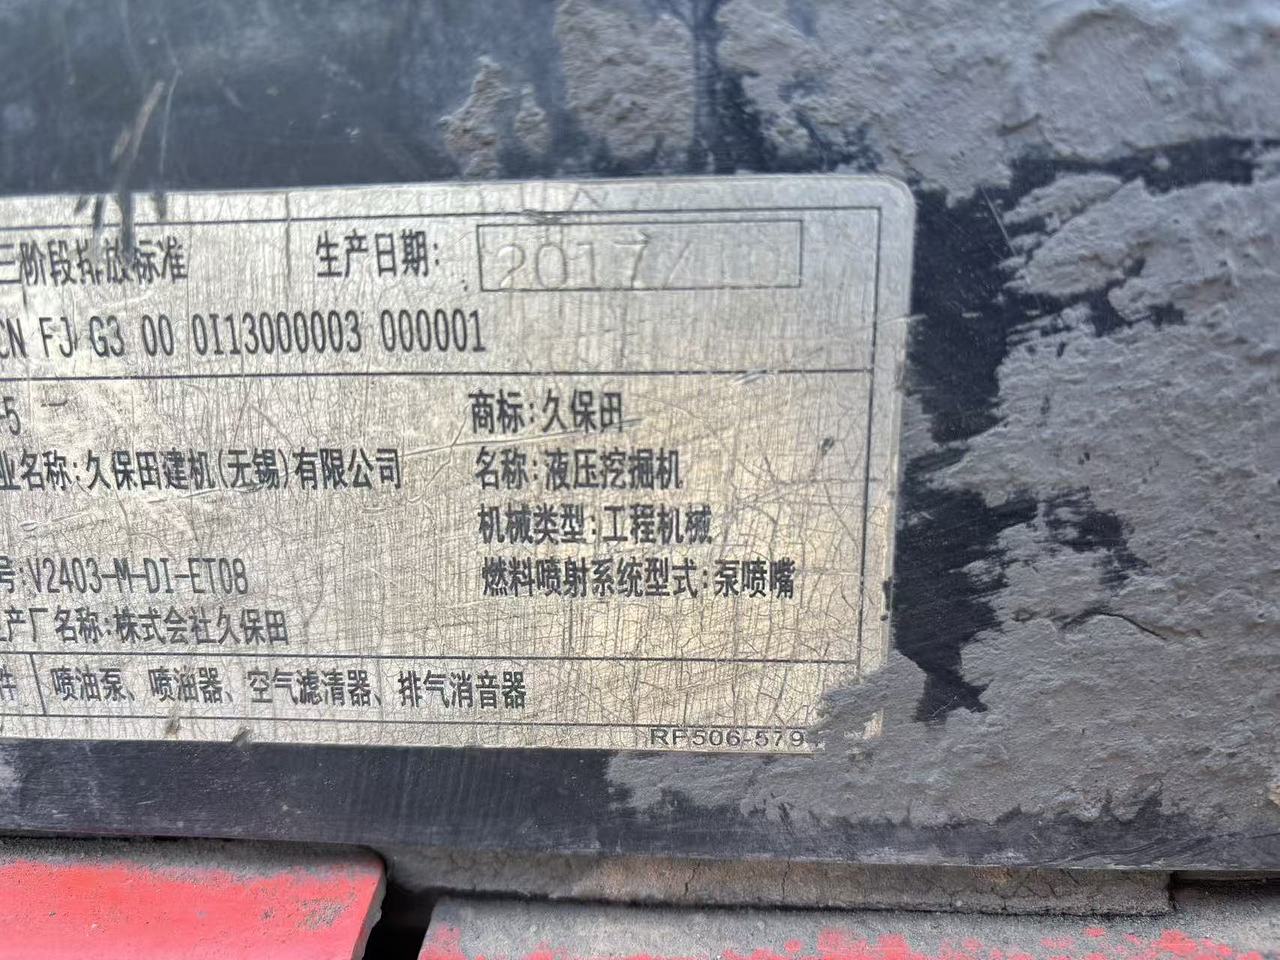 三阶段排放标准 生产日期: 2017/10
CN FJ G3 00 0I13000003 000001
-5 商标:久保田
业名称:久保田建机(无锡)有限公司 名称:液压挖掘机
机械类型:工程机械
号:V2403-M-DI-ET08 燃料喷射系统型式:泵喷嘴
产厂名称:株式会社久保田
件 喷油泵、喷油器、空气滤清器、排气消音器
RP506-579